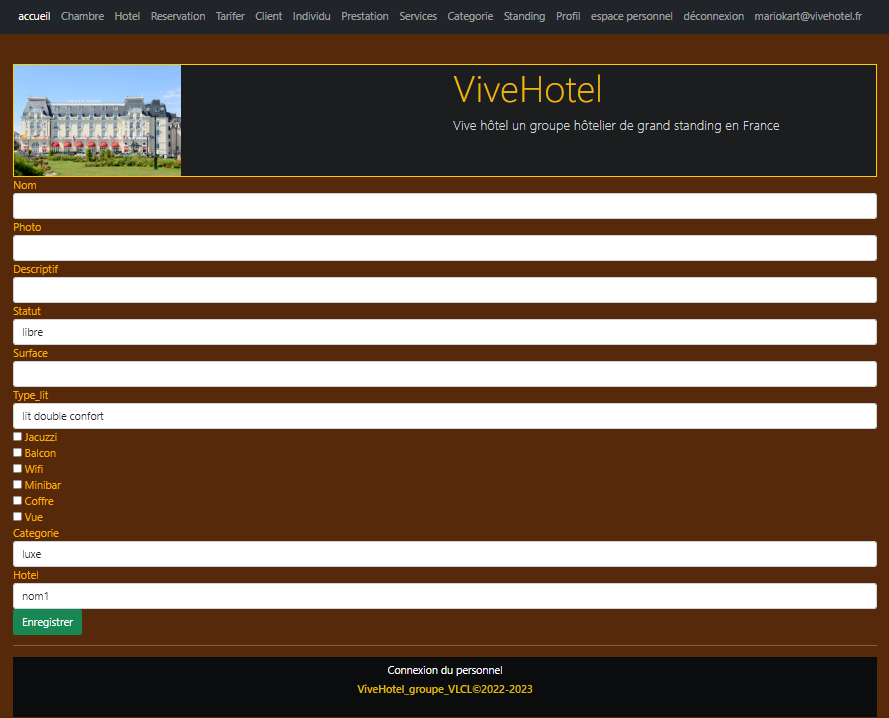 accueil Chambre Hotel Reservation Tarifer Client Individu Prestation Services Categorie Standing Profil espace personnel déconnexion mariokart@vivehotel.fr
ViveHotel
Vive hôtel un groupe hôtelier de grand standing en France
Nom
Photo
Descriptif
Statut
libre
Surface
Type_lit
lit double confort
Jacuzzi
Balcon
Wifi
Minibar
Coffre
Vue
Categorie
luxe
Hotel
nom1
Enregistrer
Connexion du personnel
ViveHotel_groupe_VLCL©2022-2023